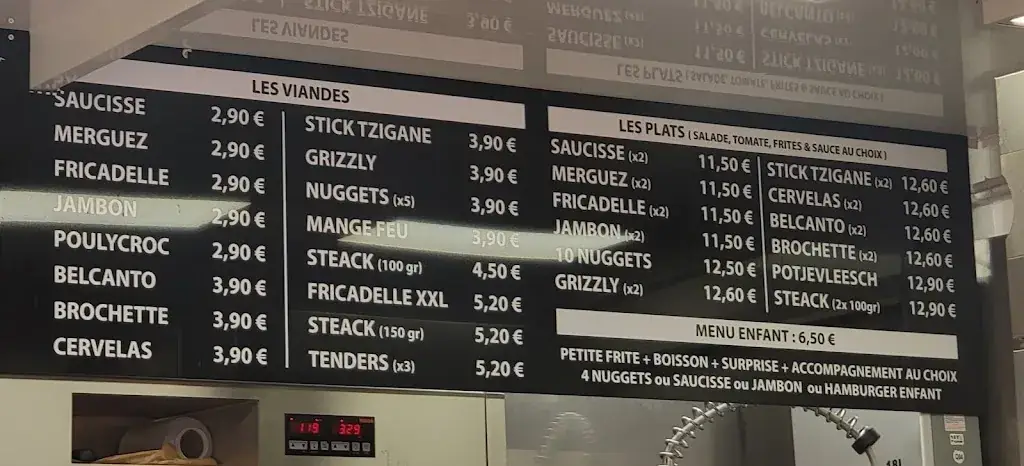 LES VIANDES
SAUCISSE 2,90 €
MERGUEZ 2,90 €
FRICADELLE 2,90 €
JAMBON 2,90 €
POULYCROC 2,90 €
BELCANTO 3,90 €
BROCHETTE 3,90 €
CERVELAS 3,90 €
STICK TZIGANE 3,90 €
GRIZZLY 3,90 €
NUGGETS (x5) 3,90 €
MANGE FEU 3,90 €
STEACK (100 gr) 4,50 €
FRICADELLE XXL 5,20 €
STEACK (150 gr) 5,20 €
TENDERS (x3) 5,20 €
LES PLATS ( SALADE, TOMATE, FRITES & SAUCE AU CHOIX )
SAUCISSE (x2) 11,50 €
MERGUEZ (x2) 11,50 €
FRICADELLE (x2) 11,50 €
JAMBON (x2) 11,50 €
10 NUGGETS 12,50 €
GRIZZLY (x2) 12,60 €
STICK TZIGANE (x2) 12,60 €
CERVELAS (x2) 12,60 €
BELCANTO (x2) 12,60 €
BROCHETTE (x2) 12,60 €
POTJEVLEESCH 12,90 €
STEACK (2x 100gr) 12,90 €
MENU ENFANT : 6,50 €
PETITE FRITE + BOISSON + SURPRISE + ACCOMPAGNEMENT AU CHOIX
4 NUGGETS ou SAUCISSE ou JAMBON ou HAMBURGER ENFANT
119 329